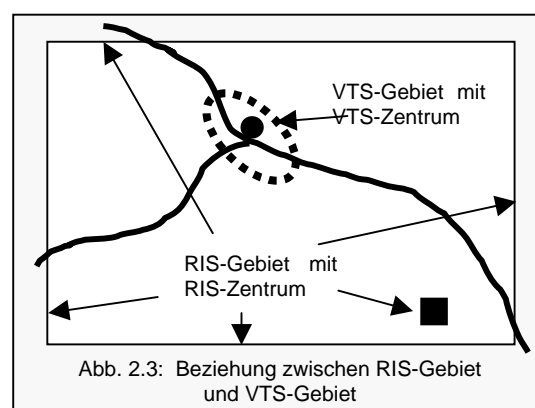 VTS-Gebiet mit
VTS-Zentrum
RIS-Gebiet mit
RIS-Zentrum
Abb. 2.3: Beziehung zwischen RIS-Gebiet
und VTS-Gebiet